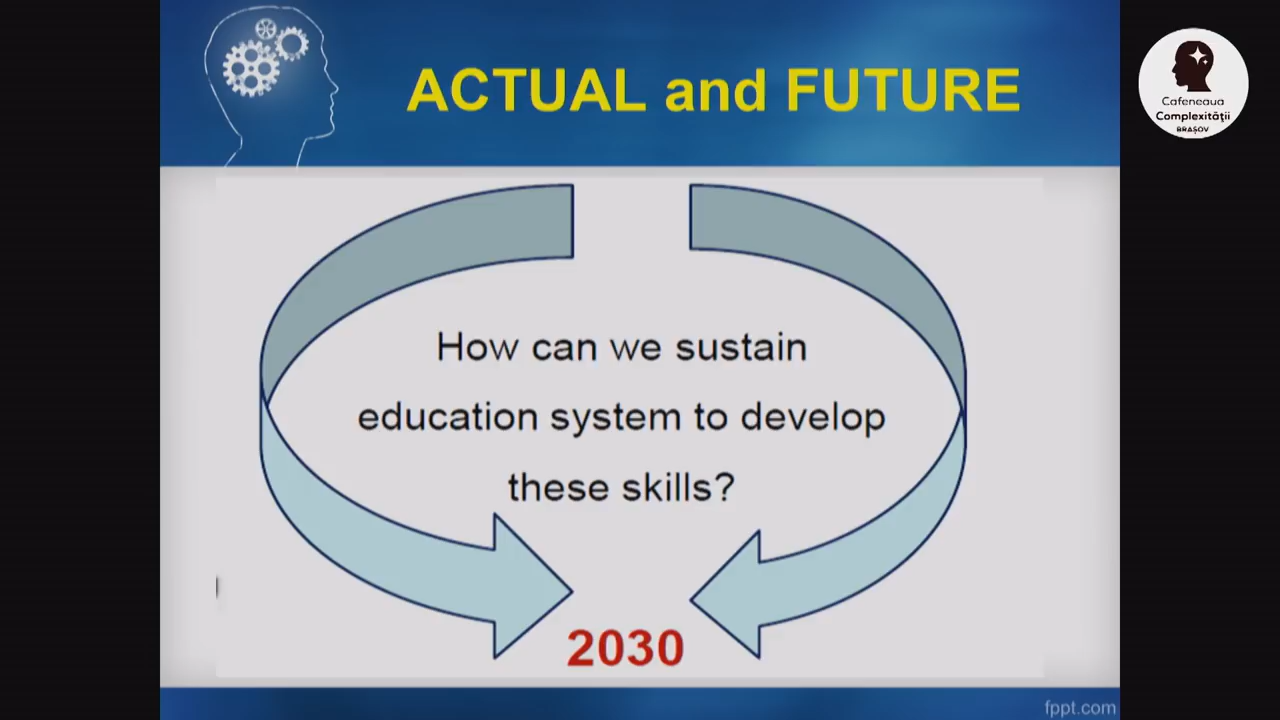 ACTUAL and FUTURE
Cafeneaua
Complexității
BRAȘOV
How can we sustain
education system to develop
these skills?
2030
fppt.com